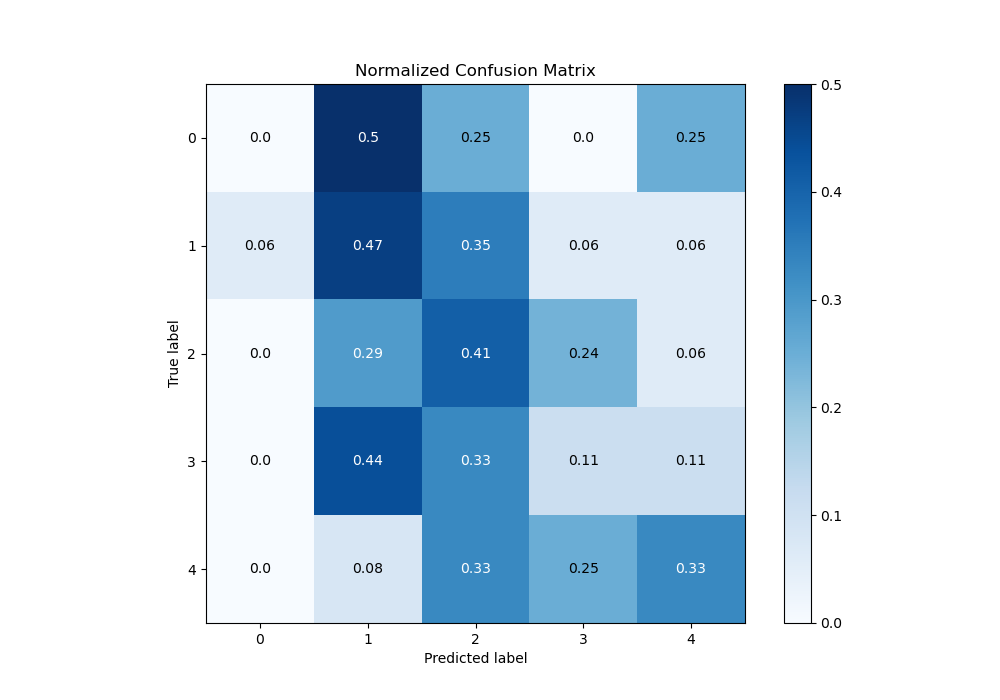 Normalized Confusion Matrix
0 0.0 0.5 0.25 0.0 0.25
1 0.06 0.47 0.35 0.06 0.06
2 0.0 0.29 0.41 0.24 0.06
3 0.0 0.44 0.33 0.11 0.11
4 0.0 0.08 0.33 0.25 0.33
0 1 2 3 4
Predicted label
True label
0.5
0.4
0.3
0.2
0.1
0.0